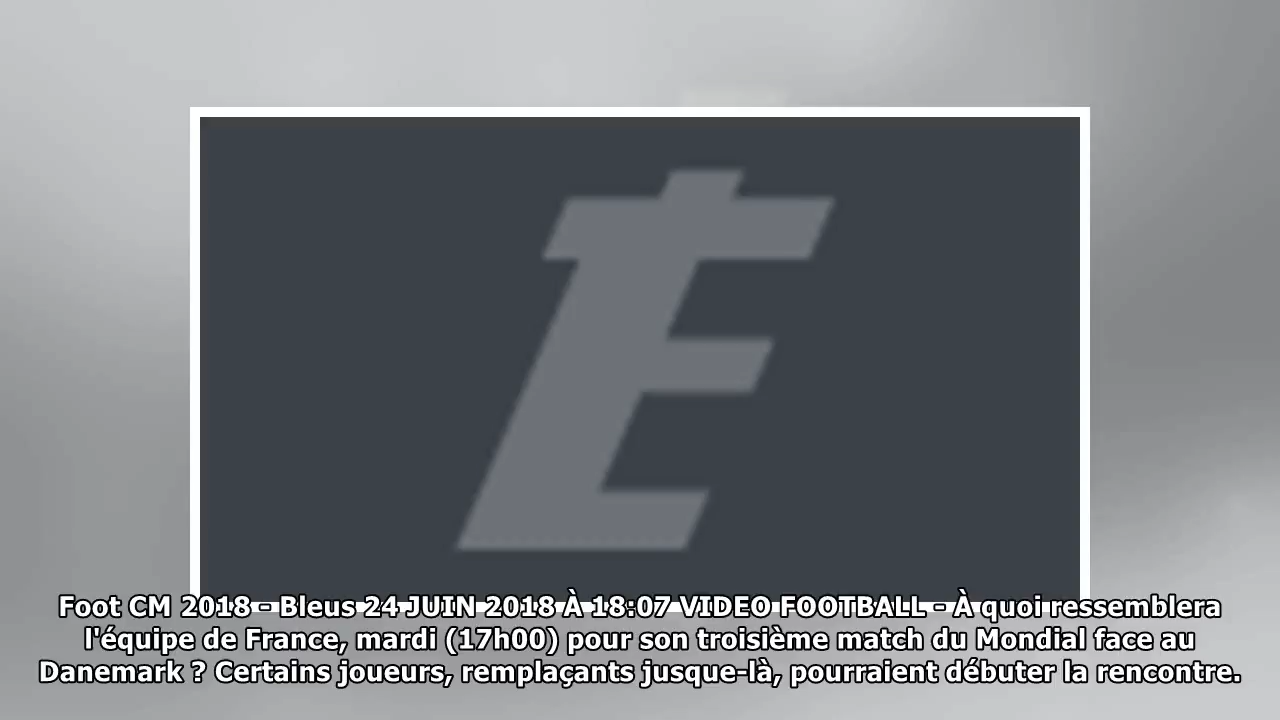 Foot CM 2018 - Bleus 24 JUIN 2018 À 18:07 VIDEO FOOTBALL - À quoi ressemblera
l'équipe de France, mardi (17h00) pour son troisième match du Mondial face au
Danemark ? Certains joueurs, remplaçants jusque-là, pourraient débuter la rencontre.